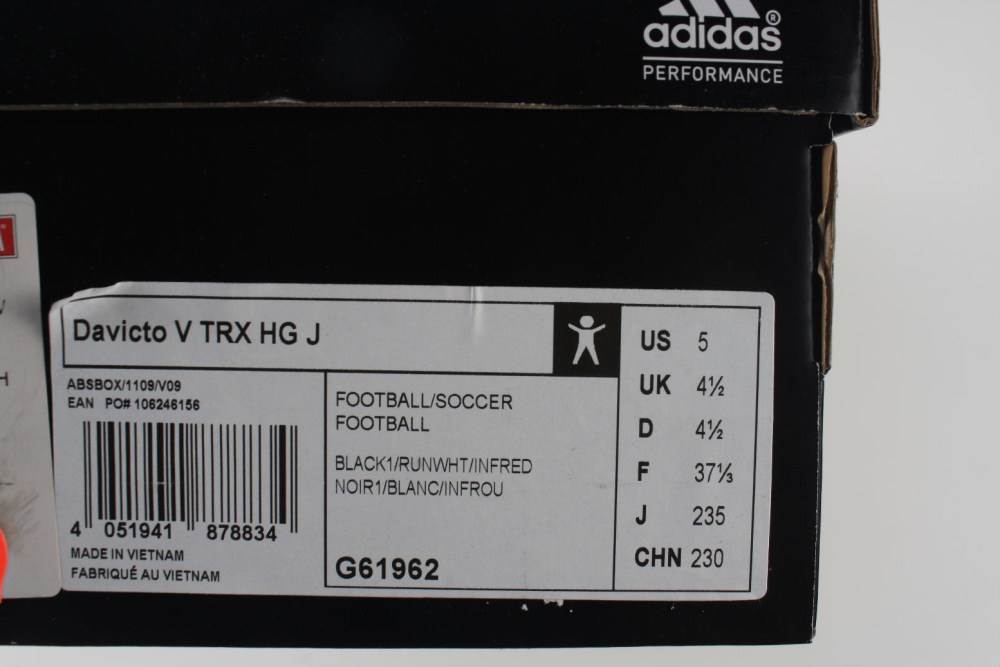 adidas®
PERFORMANCE
Davicto V TRX HG J
ABSBOX/1109/V09
EAN PO# 106246156
4 051941 878834
MADE IN VIETNAM
FABRIQUÉ AU VIETNAM
FOOTBALL/SOCCER
FOOTBALL
BLACK1/RUNWHT/INFRED
NOIR1/BLANC/INFROU
G61962
US 5
UK 4½
D 4½
F 37⅓
J 235
CHN 230